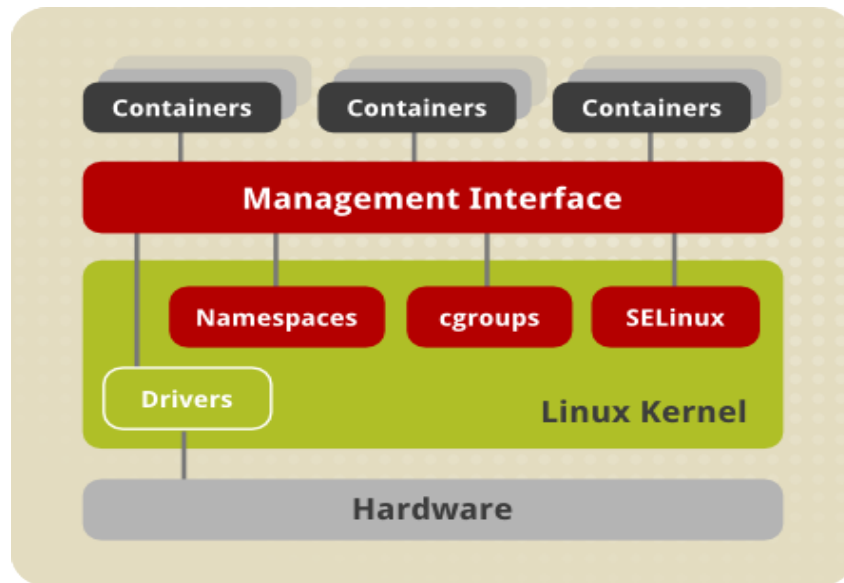 Containers
Containers
Containers
Management Interface
Namespaces
cgroups
SELinux
Drivers
Linux Kernel
Hardware